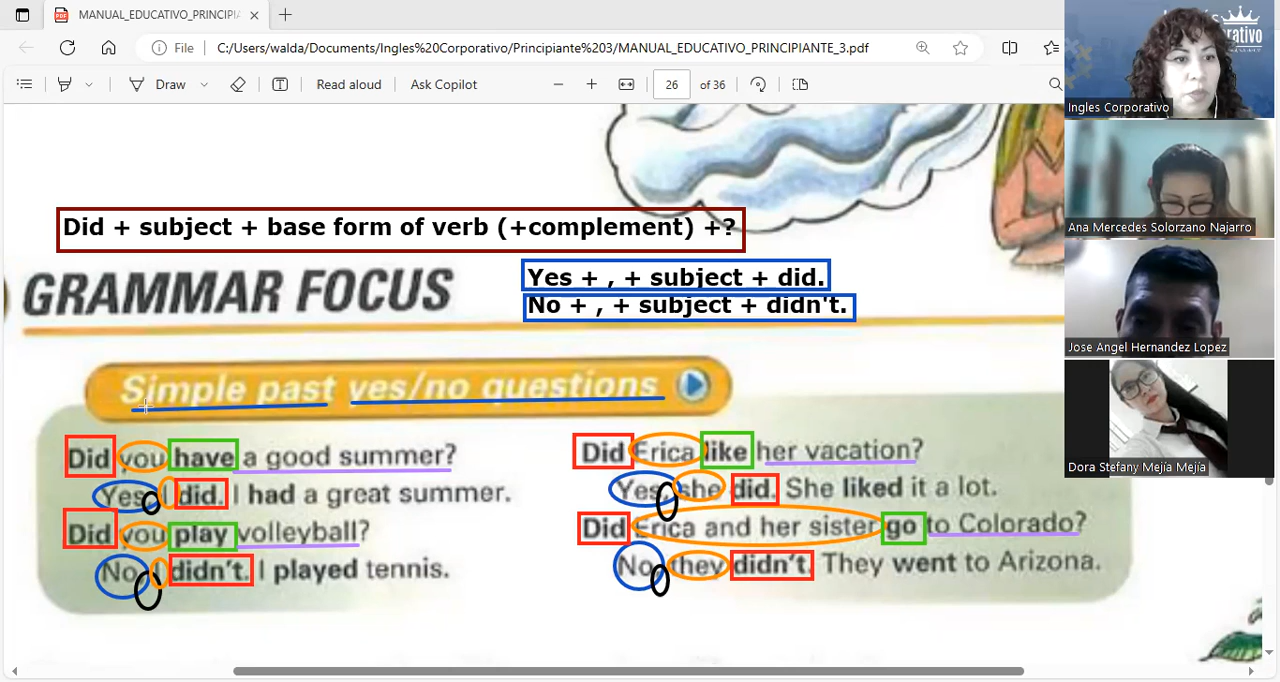 MANUAL_EDUCATIVO_PRINCIPIA
File
C:/Users/walda/Documents/Ingles%20Corporativo/Principante%203/MANUAL_EDUCATIVO_PRINCIPIANTE_3.pdf
Draw
Read aloud
Ask Copilot
26
of 36
Ingles Corporativo
Ana Mercedes Solorzano Najarro
Jose Angel Hernandez Lopez
Dora Stefany Mejía Mejia
Did + subject + base form of verb (+complement) +?
Yes + , + subject + did.
No + , + subject + didn't.
GRAMMAR FOCUS
Simple past yes/no questions
Did you have a good summer?
Yes, I did. I had a great summer.
Did you play volleyball?
No, I didn't. I played tennis.
Did Erica like her vacation?
Yes, she did. She liked it a lot.
Did Erica and her sister go to Colorado?
No, they didn't. They went to Arizona.